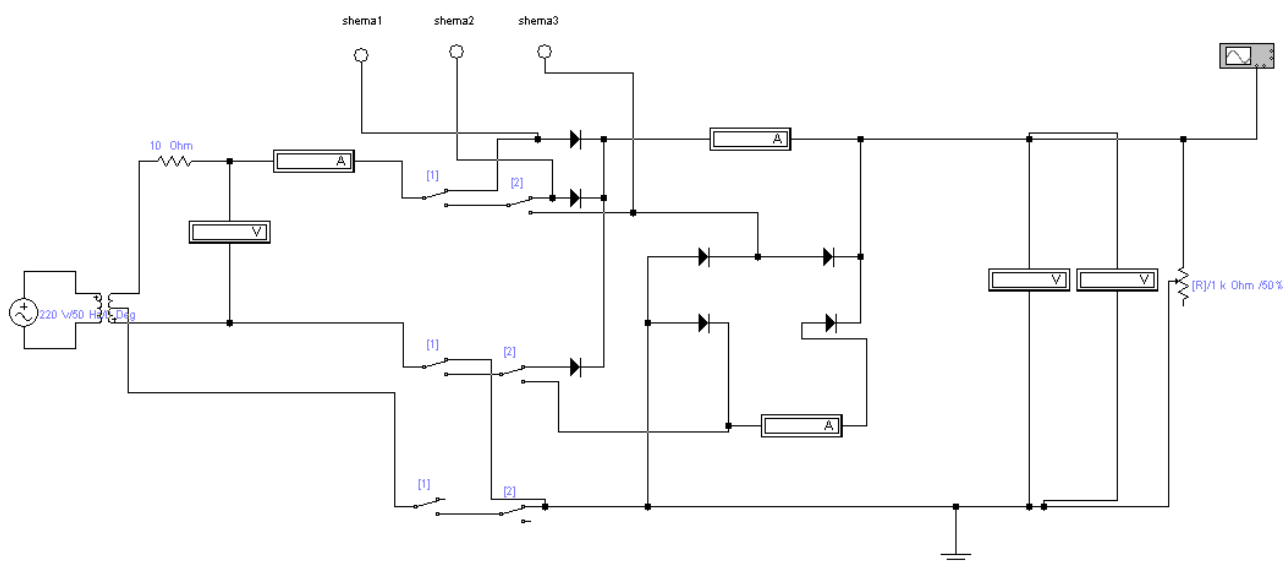 shema1
shema2
shema3
10 Ohm
A
A
[1]
[2]
V
220 V/50 Hz/0 Deg
V
V
[R]/1 k Ohm /50%
[1]
[2]
A
[1]
[2]